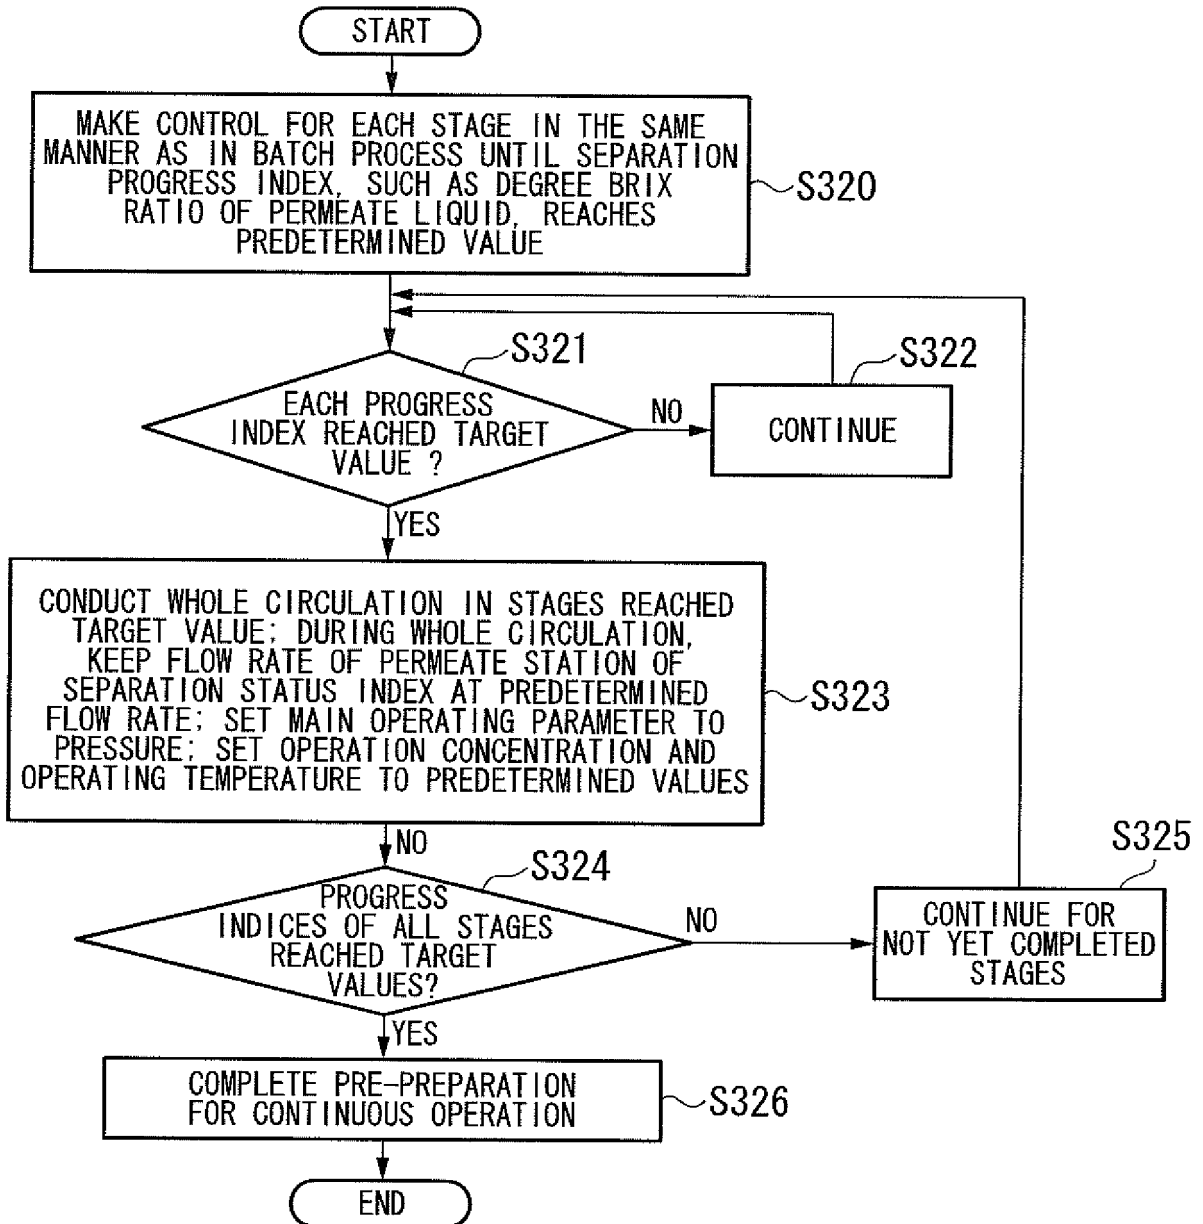 START
MAKE CONTROL FOR EACH STAGE IN THE SAME
MANNER AS IN BATCH PROCESS UNTIL SEPARATION
PROGRESS INDEX, SUCH AS DEGREE BRIX
RATIO OF PERMEATE LIQUID, REACHES
PREDETERMINED VALUE
S320
S321
EACH PROGRESS
INDEX REACHED TARGET
VALUE ?
NO
S322
CONTINUE
YES
CONDUCT WHOLE CIRCULATION IN STAGES REACHED
TARGET VALUE; DURING WHOLE CIRCULATION,
KEEP FLOW RATE OF PERMEATE STATION OF
SEPARATION STATUS INDEX AT PREDETERMINED
FLOW RATE; SET MAIN OPERATING PARAMETER TO
PRESSURE; SET OPERATION CONCENTRATION AND
OPERATING TEMPERATURE TO PREDETERMINED VALUES
S323
NO
S324
PROGRESS
INDICES OF ALL STAGES
REACHED TARGET
VALUES?
NO
S325
CONTINUE FOR
NOT YET COMPLETED
STAGES
YES
COMPLETE PRE-PREPARATION
FOR CONTINUOUS OPERATION
S326
END